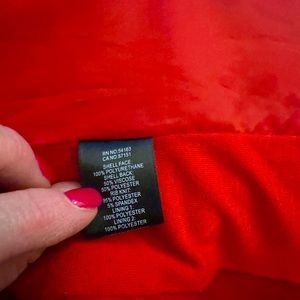 RN NO 54163
CA NO 57151
SHELL FACE:
100% POLYURETHANE
SHELL BACK:
50% VISCOSE
50% POLYESTER
RIB KNIT:
95% POLYESTER
5% SPANDEX
LINING 1:
100% POLYESTER
LINING 2:
100% POLYESTER